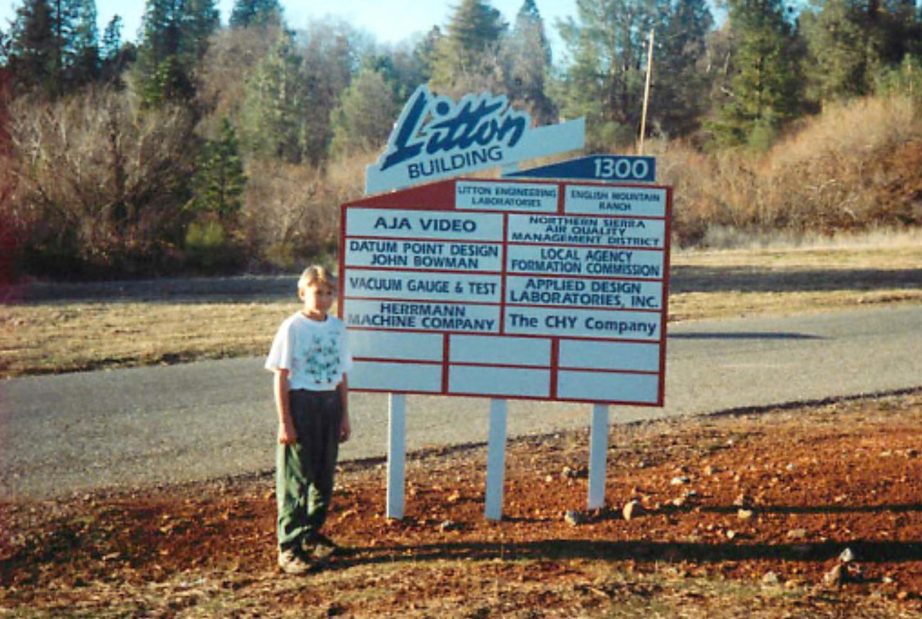 Litton
BUILDING
1300
LITTON ENGINEERING
LABORATORIES
ENGLISH MOUNTAIN
RANCH
AJA VIDEO
NORTHERN SIERRA
AIR QUALITY
MANAGEMENT DISTRICT
DATUM POINT DESIGN
JOHN BOWMAN
LOCAL AGENCY
FORMATION COMMISSION
VACUUM GAUGE & TEST
APPLIED DESIGN
LABORATORIES, INC.
HERRMANN
MACHINE COMPANY
The CHY Company